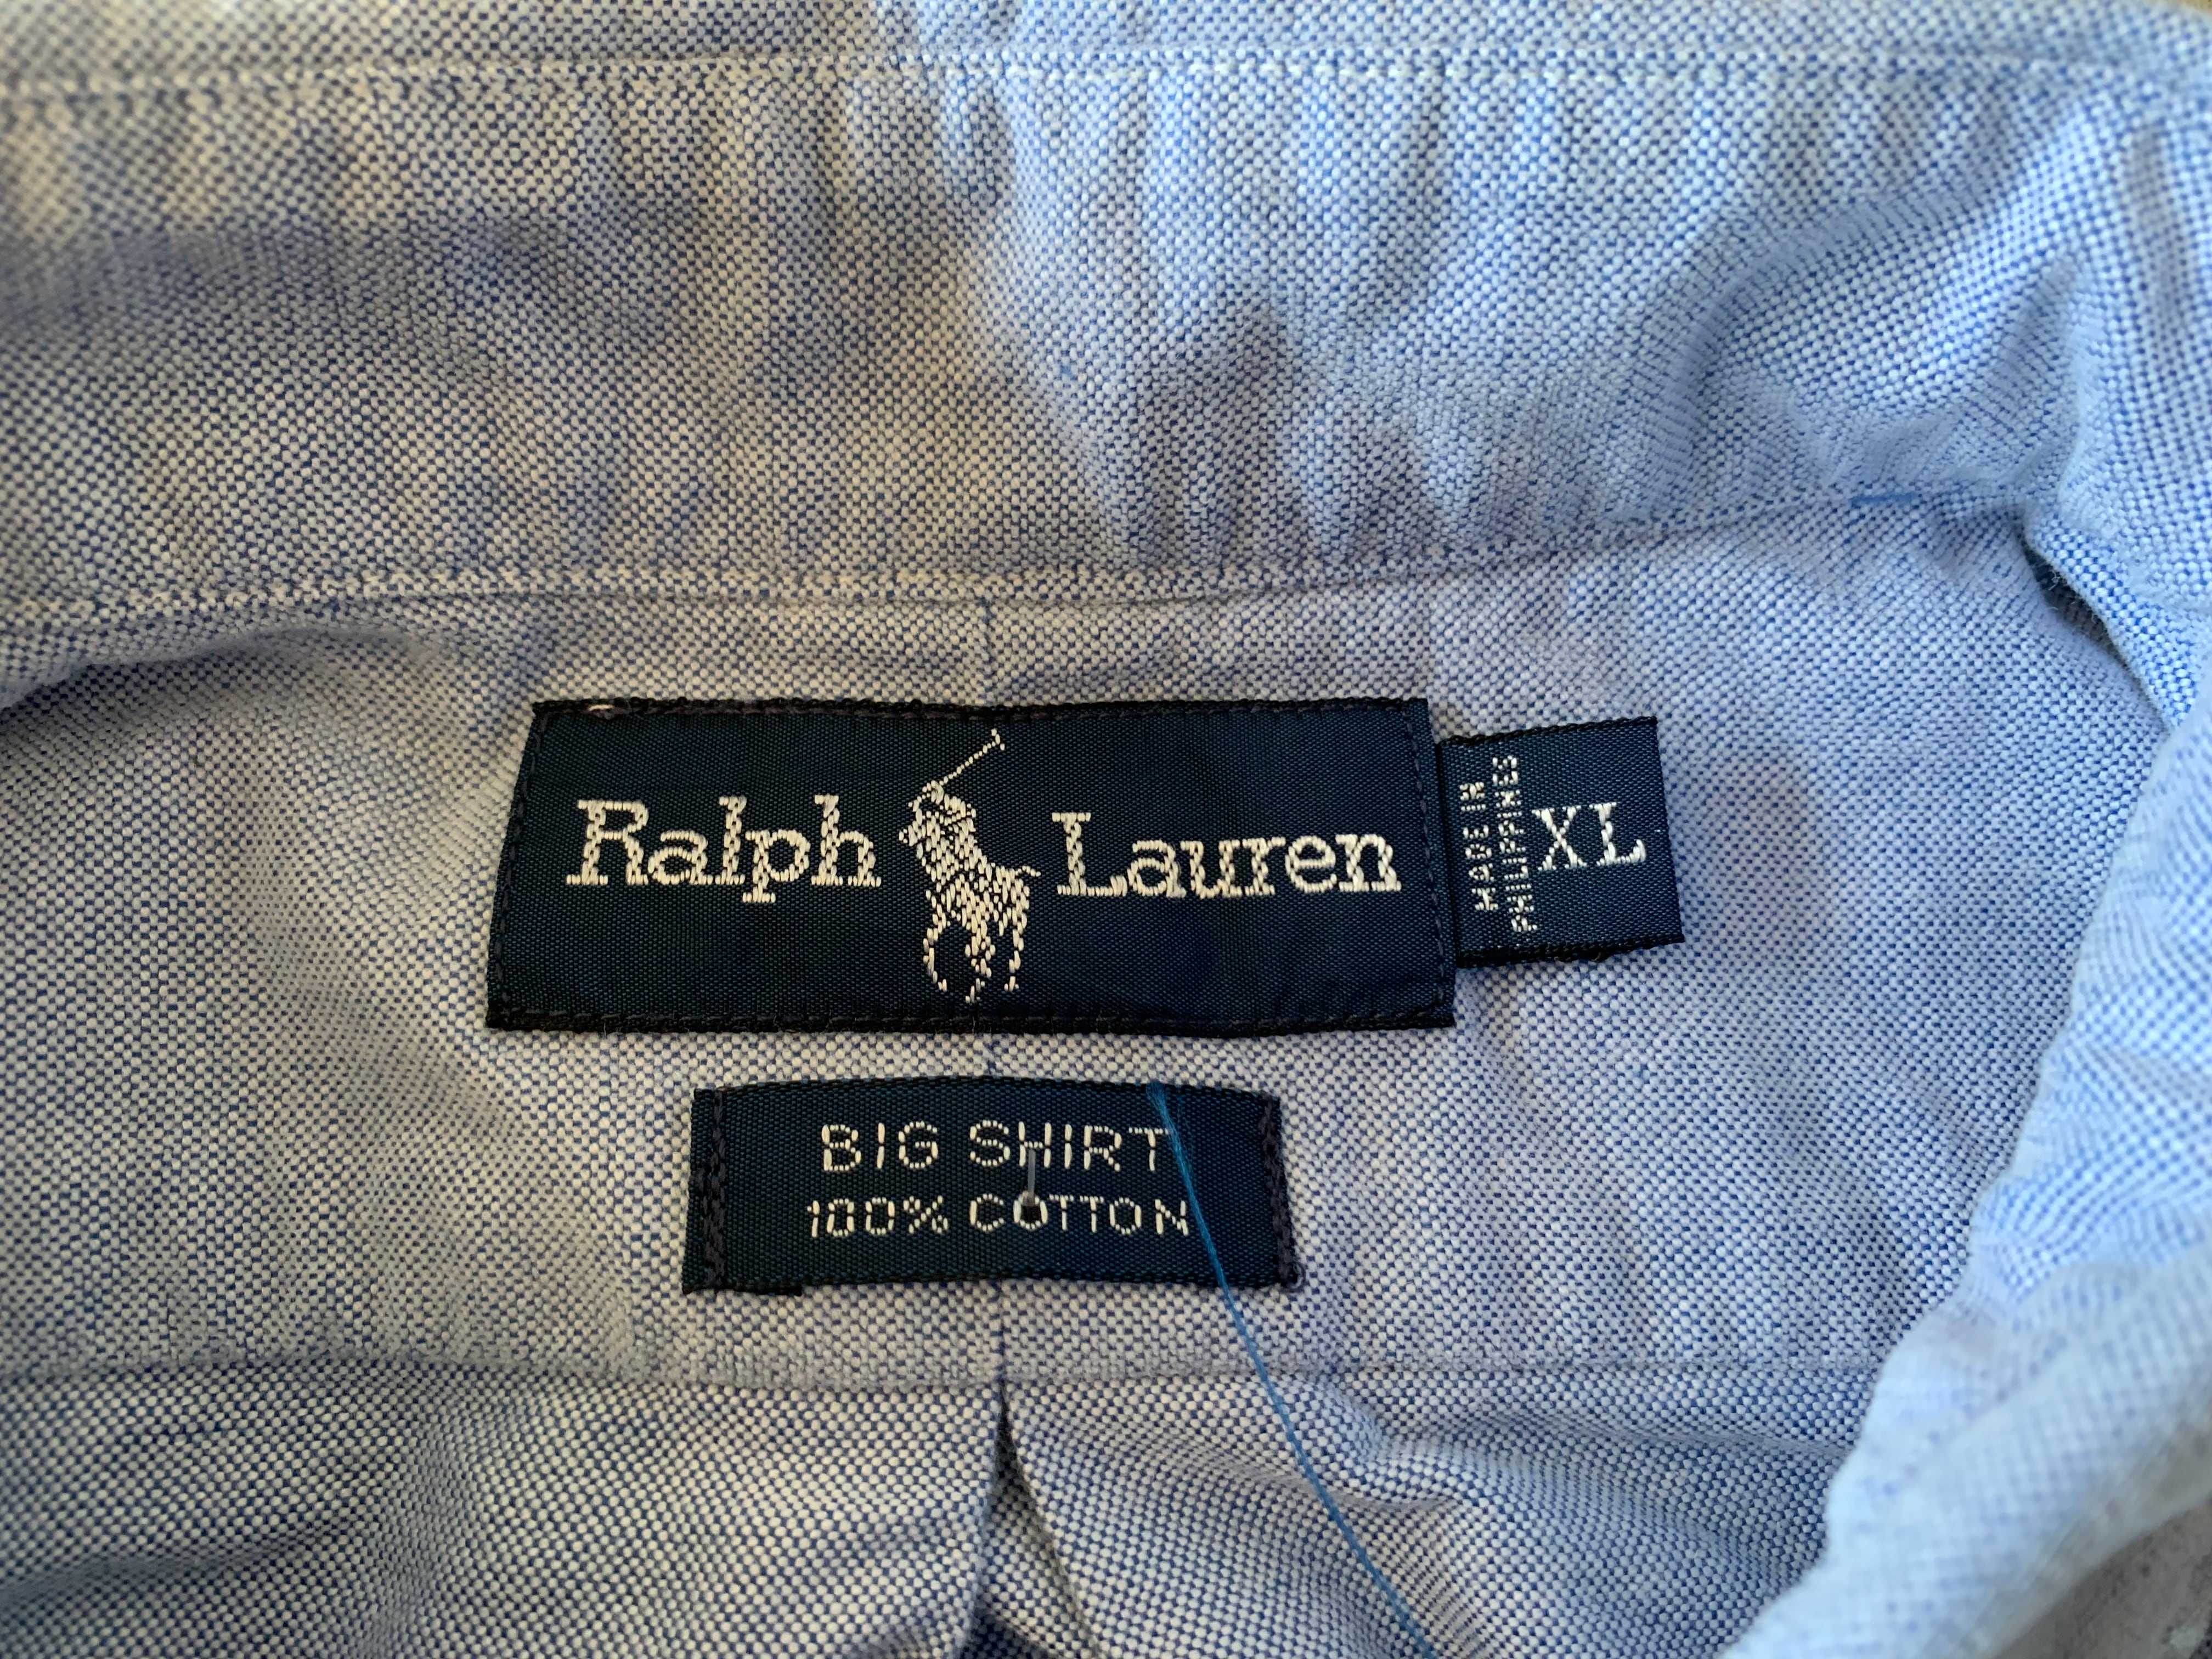 Ralph Lauren
MADE IN
PHILIPPINES
XL
BIG SHIRT
100% COTTON